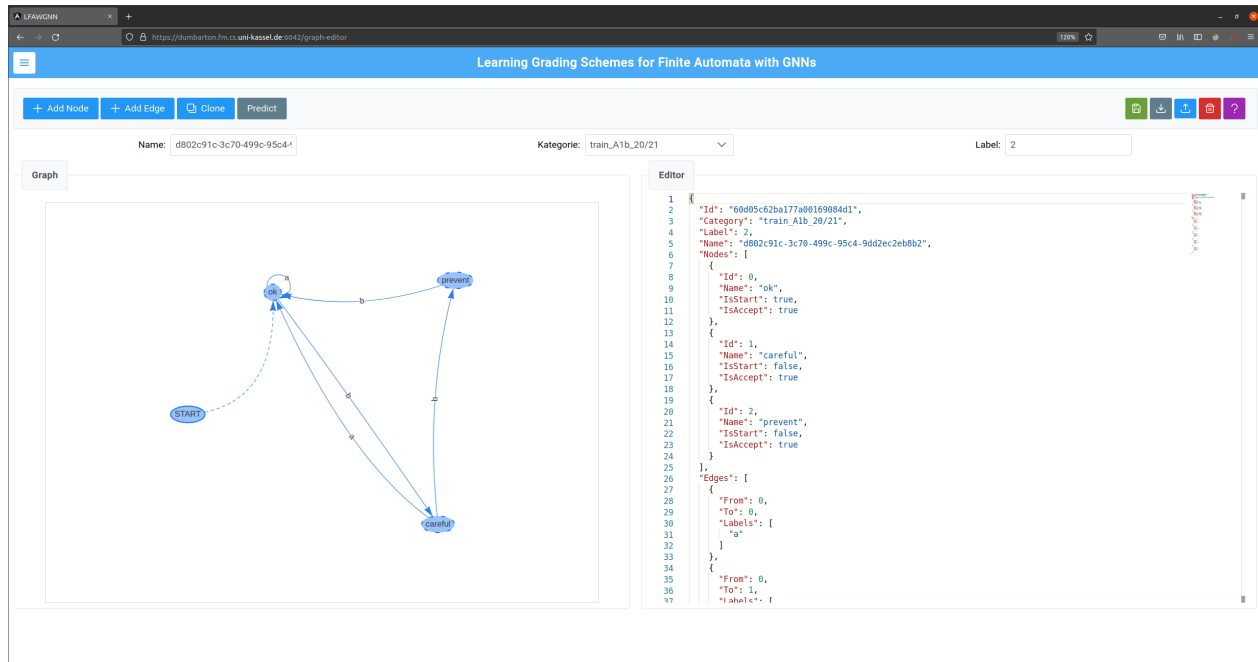 LFAWGNN
https://dumbarton.fm.cs.uni-kassel.de:6042/graph-editor
120%
Learning Grading Schemes for Finite Automata with GNNs
+ Add Node + Add Edge Clone Predict
?
Name: d802c91c-3c70-499c-95c4-9
Kategorie: train_A1b_20/21
Label: 2
Graph
a
ok
prevent
b
START
b
b
a
careful
Editor
1 {
2 "Id": "60d05c62ba177a00169084d1",
3 "Category": "train_A1b_20/21",
4 "Label": 2,
5 "Name": "d802c91c-3c70-499c-95c4-9dd2ec2eb8b2",
6 "Nodes": [
7 {
8 "Id": 0,
9 "Name": "ok",
10 "IsStart": true,
11 "IsAccept": true
12 },
13 {
14 "Id": 1,
15 "Name": "careful",
16 "IsStart": false,
17 "IsAccept": true
18 },
19 {
20 "Id": 2,
21 "Name": "prevent",
22 "IsStart": false,
23 "IsAccept": true
24 }
25 ],
26 "Edges": [
27 {
28 "From": 0,
29 "To": 0,
30 "Labels": [
31 "a"
32 ]
33 },
34 {
35 "From": 0,
36 "To": 1,
37 "Labels": [